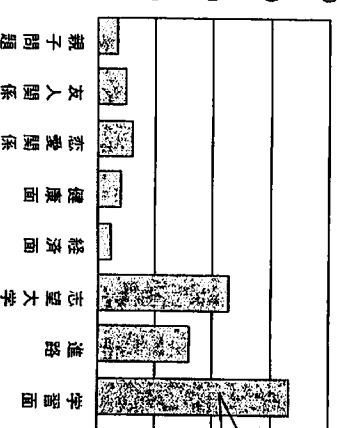 親子問題
友人関係
恋愛関係
健康面
経済面
志望大学
進路
学習面